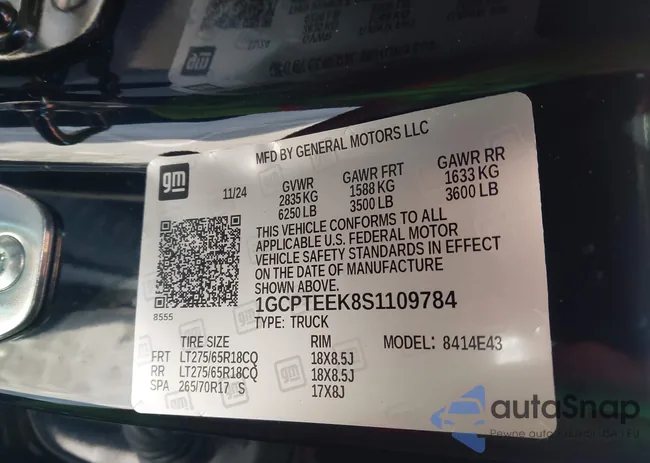 MFD BY GENERAL MOTORS LLC
gm
11/24
GVWR
2835 KG
6250 LB
GAWR FRT
1588 KG
3500 LB
GAWR RR
1633 KG
3600 LB
THIS VEHICLE CONFORMS TO ALL
APPLICABLE U.S. FEDERAL MOTOR
VEHICLE SAFETY STANDARDS IN EFFECT
ON THE DATE OF MANUFACTURE
SHOWN ABOVE.
8555
1GCPTEEK8S1109784
TYPE: TRUCK
MODEL: 8414E43
TIRE SIZE RIM
FRT LT275/65R18CQ 18X8.5J
RR LT275/65R18CQ 18X8.5J
SPA 265/70R17 S 17X8J
autoSnap